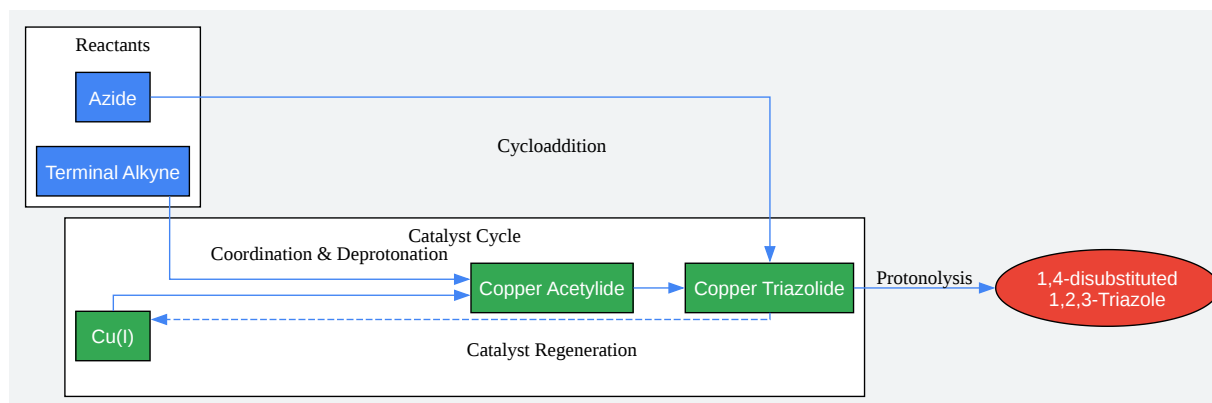 Reactants
Azide
Terminal Alkyne
Cycloaddition
Catalyst Cycle
Coordination & Deprotonation
Copper Acetylide
Copper Triazolide
Protonolysis
1,4-disubstituted
1,2,3-Triazole
Cu(I)
Catalyst Regeneration